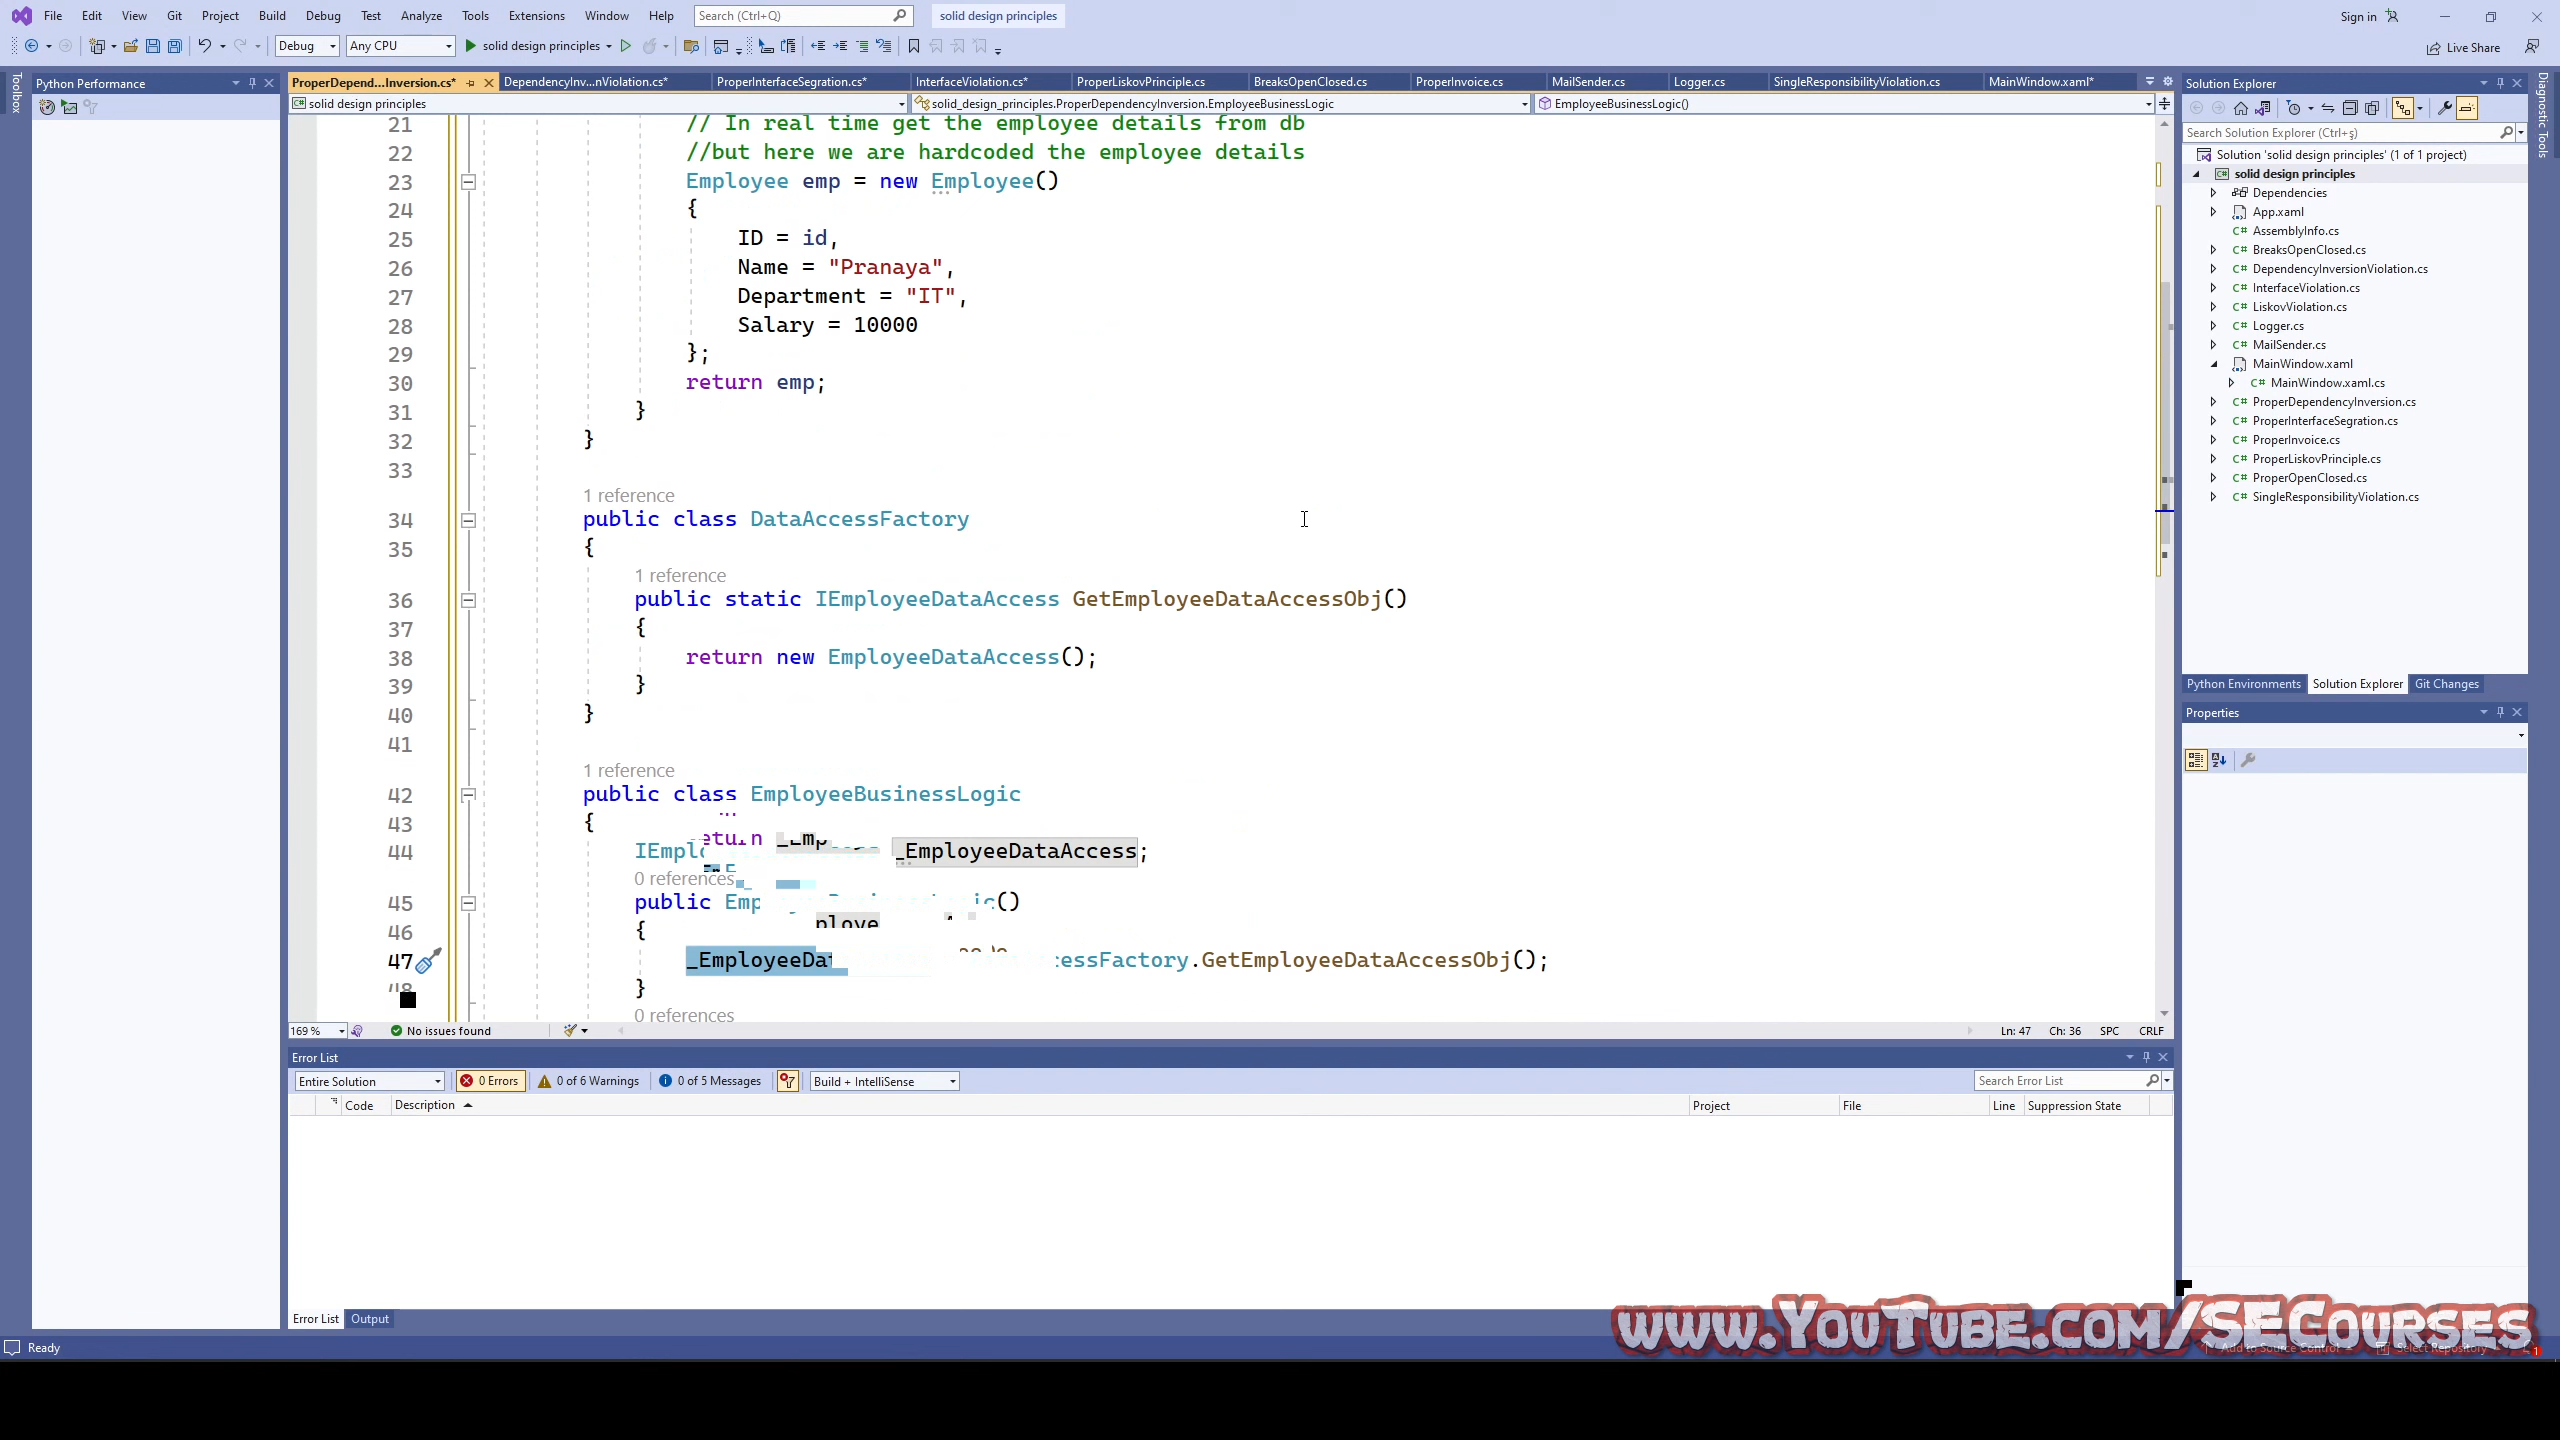 File Edit View Git Project Build Debug Test Analyze Tools Extensions Window Help Search (Ctrl+Q) solid design principles Sign in
Debug Any CPU solid design principles Live Share
Toolbox
Python Performance
ProperDepend...Inversion.cs* DependencyInv...nViolation.cs* ProperInterfaceSegration.cs* InterfaceViolation.cs* ProperLiskovPrinciple.cs BreaksOpenClosed.cs ProperInvoice.cs MailSender.cs Logger.cs SingleResponsibilityViolation.cs MainWindow.xaml*
solid design principles solid_design_principles.ProperDependencyInversion.EmployeeBusinessLogic EmployeeBusinessLogic()
21 // In real time get the employee details from db
22 //but here we are hardcoded the employee details
23 Employee emp = new Employee()
24 {
25 ID = id,
26 Name = "Pranaya",
27 Department = "IT",
28 Salary = 10000
29 };
30 return emp;
31 }
32 }
33
1 reference
34 public class DataAccessFactory
35 {
1 reference
36 public static IEmployeeDataAccess GetEmployeeDataAccessObj()
37 {
38 return new EmployeeDataAccess();
39 }
40 }
41
1 reference
42 public class EmployeeBusinessLogic
43 {
44 _EmployeeDataAccess;
0 references
45 public
46 {
47 .GetEmployeeDataAccessObj();
}
0 references
169 % No issues found Ln: 47 Ch: 36 SPC CRLF
Error List
Entire Solution 0 Errors 0 of 6 Warnings 0 of 5 Messages Build + IntelliSense Search Error List
Code Description Project File Line Suppression State
Error List Output
Ready
Solution Explorer
Search Solution Explorer (Ctrl+ş)
Solution 'solid design principles' (1 of 1 project)
solid design principles
Dependencies
App.xaml
C# AssemblyInfo.cs
C# BreaksOpenClosed.cs
C# DependencyInversionViolation.cs
C# InterfaceViolation.cs
C# LiskovViolation.cs
C# Logger.cs
C# MailSender.cs
MainWindow.xaml
C# MainWindow.xaml.cs
C# ProperDependencyInversion.cs
C# ProperInterfaceSegration.cs
C# ProperInvoice.cs
C# ProperLiskovPrinciple.cs
C# ProperOpenClosed.cs
C# SingleResponsibilityViolation.cs
Python Environments Solution Explorer Git Changes
Properties
Diagnostic Tools
www.YouTube.com/SECourses
Add to Source Control Select Repository 1